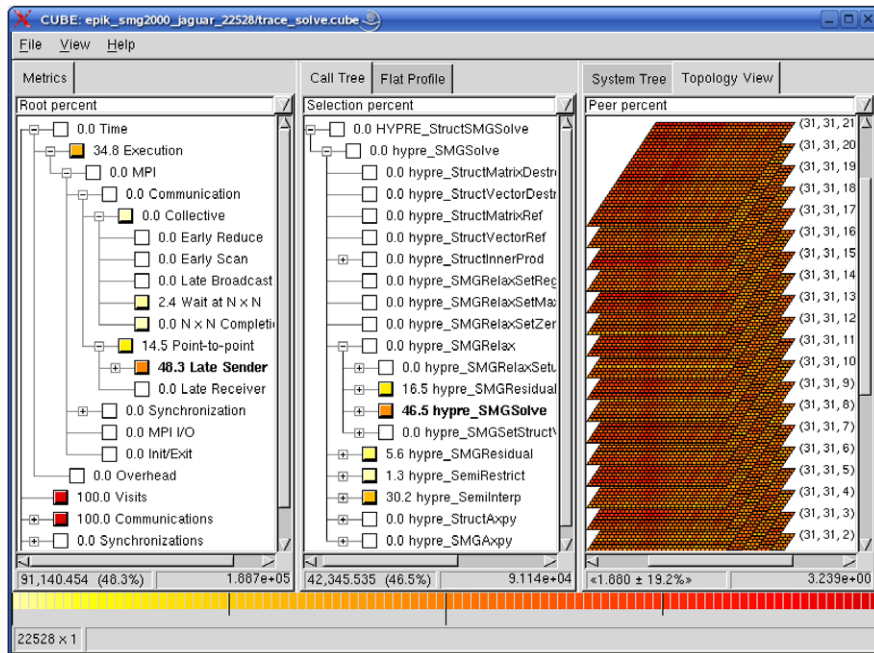 CUBE: epik_smg2000_jaguar_22528/trace_solve.cube
File View Help
Metrics
Root percent
0.0 Time
34.8 Execution
0.0 MPI
0.0 Communication
0.0 Collective
0.0 Early Reduce
0.0 Early Scan
0.0 Late Broadcast
2.4 Wait at N x N
0.0 N x N Completi
14.5 Point-to-point
48.3 Late Sender
0.0 Late Receiver
0.0 Synchronization
0.0 MPI I/O
0.0 Init/Exit
0.0 Overhead
100.0 Visits
100.0 Communications
0.0 Synchronizations
91,140.454 (48.3%) 1.887e+05
Call Tree Flat Profile
Selection percent
0.0 HYPRE_StructSMGSolve
0.0 hypre_SMGSolve
0.0 hypre_StructMatrixDestr
0.0 hypre_StructVectorDestr
0.0 hypre_StructMatrixRef
0.0 hypre_StructVectorRef
0.0 hypre_StructInnerProd
0.0 hypre_SMGRelaxSetReg
0.0 hypre_SMGRelaxSetMax
0.0 hypre_SMGRelaxSetZer
0.0 hypre_SMGRelax
0.0 hypre_SMGRelaxSetu
16.5 hypre_SMGResidual
46.5 hypre_SMGSolve
0.0 hypre_SMGSetStructV
5.6 hypre_SMGResidual
1.3 hypre_SemiRestrict
30.2 hypre_SemiInterp
0.0 hypre_StructAxpy
0.0 hypre_SMGAxpy
42,345.535 (46.5%) 9.114e+04
System Tree Topology View
Peer percent
(31, 31, 21
(31, 31, 20
(31, 31, 19
(31, 31, 18
(31, 31, 17
(31, 31, 16
(31, 31, 15
(31, 31, 14
(31, 31, 13
(31, 31, 12
(31, 31, 11
(31, 31, 10
(31, 31, 9)
(31, 31, 8)
(31, 31, 7)
(31, 31, 6)
(31, 31, 5)
(31, 31, 4)
(31, 31, 3)
(31, 31, 2)
«1.880 ± 19.2%» 3.239e+00
22528 x 1